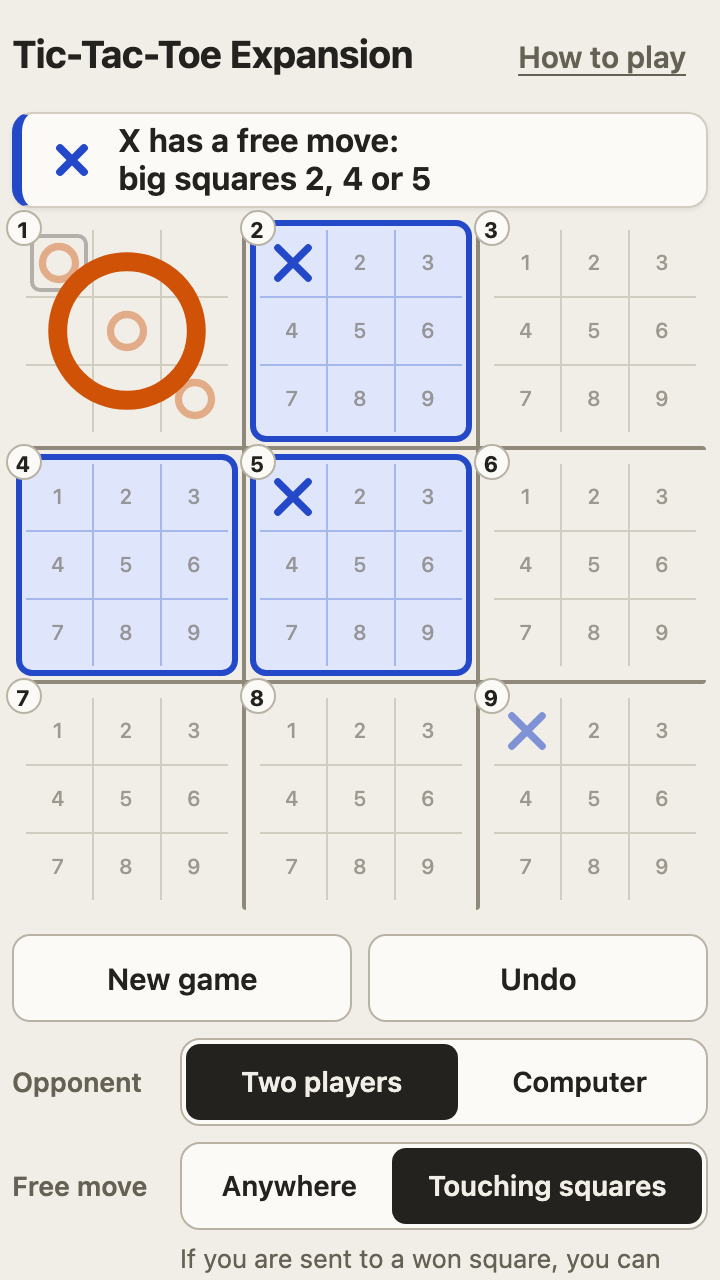 Tic-Tac-Toe Expansion How to play
X has a free move:
big squares 2, 4 or 5
1 2 3
2 3 1 2 3
4 5 6 4 5 6
7 8 9 7 8 9
4 5 6
1 2 3 2 3 1 2 3
4 5 6 4 5 6 4 5 6
7 8 9 7 8 9 7 8 9
7 8 9
1 2 3 1 2 3 2 3
4 5 6 4 5 6 4 5 6
7 8 9 7 8 9 7 8 9
New game Undo
Opponent Two players Computer
Free move Anywhere Touching squares
If you are sent to a won square, you can